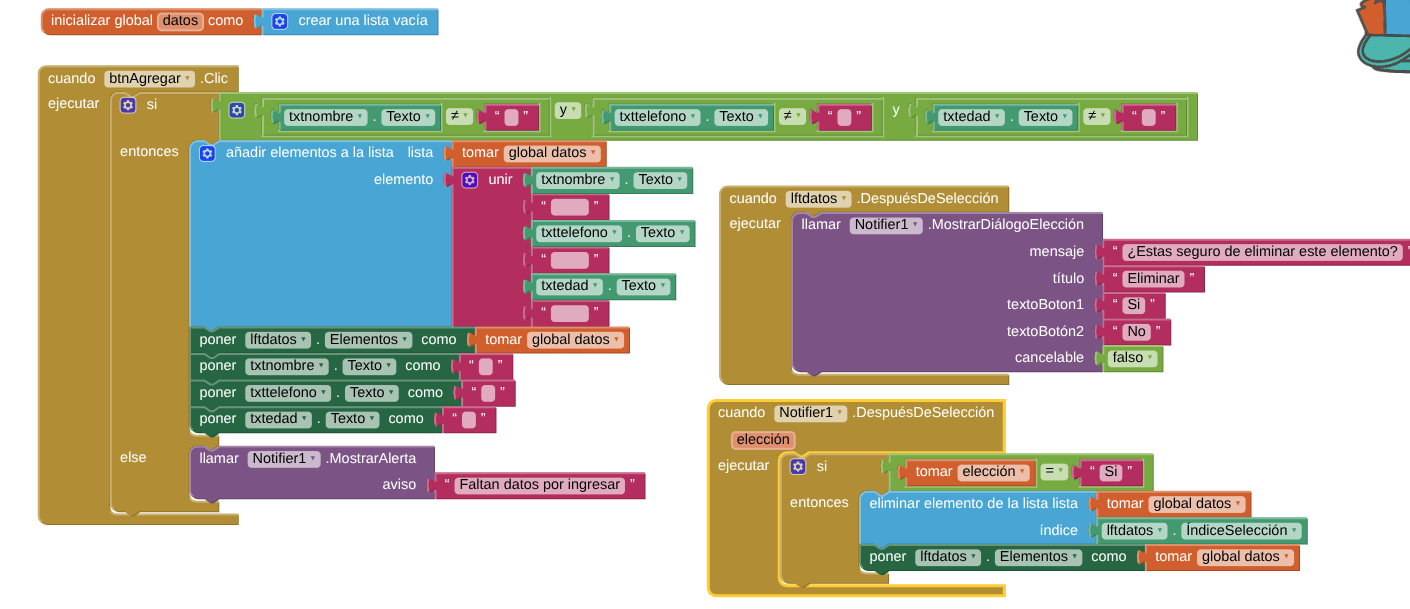 inicializar global datos como crear una lista vacía
cuando btnAgregar .Clic
ejecutar si txtnombre . Texto ≠ “ ” y txttelefono . Texto ≠ “ ” y txtedad . Texto ≠ “ ”
entonces añadir elementos a la lista lista tomar global datos
elemento unir txtnombre . Texto
“ ”
txttelefono . Texto
“ ”
txtedad . Texto
“ ”
poner lftdatos . Elementos como tomar global datos
poner txtnombre . Texto como “ ”
poner txttelefono . Texto como “ ”
poner txtedad . Texto como “ ”
else llamar Notifier1 .MostrarAlerta
aviso “ Faltan datos por ingresar ”
cuando lftdatos .DespuésDeSelección
ejecutar llamar Notifier1 .MostrarDiálogoElección
mensaje “ ¿Estas seguro de eliminar este elemento? ”
título “ Eliminar ”
textoBoton1 “ Si ”
textoBotón2 “ No ”
cancelable falso
cuando Notifier1 .DespuésDeSelección
elección
ejecutar si tomar elección = “ Si ”
entonces eliminar elemento de la lista lista tomar global datos
índice lftdatos . ÍndiceSelección
poner lftdatos . Elementos como tomar global datos